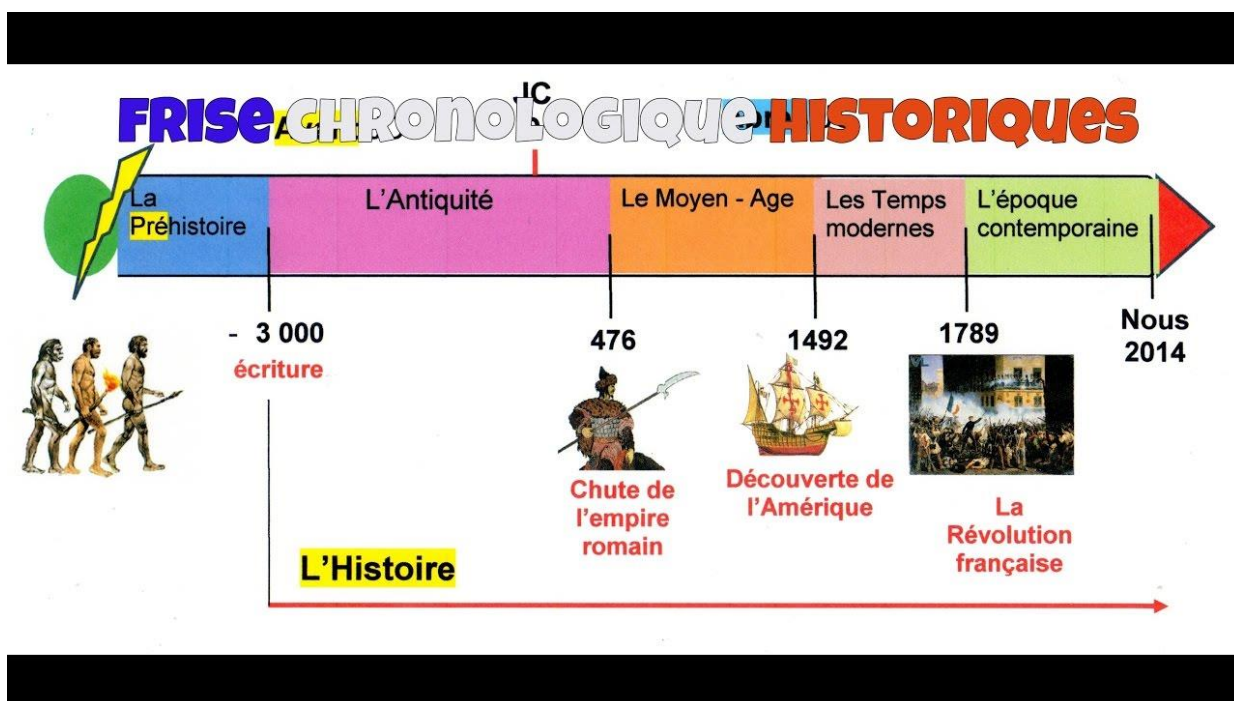 FRISE CHRONOLOGIQUE HISTORIQUES
JC
La
Préhistoire
L'Antiquité
Le Moyen - Age
Les Temps
modernes
L'époque
contemporaine
- 3 000
écriture
476
Chute de
l'empire
romain
1492
Découverte de
l'Amérique
1789
La
Révolution
française
Nous
2014
L'Histoire